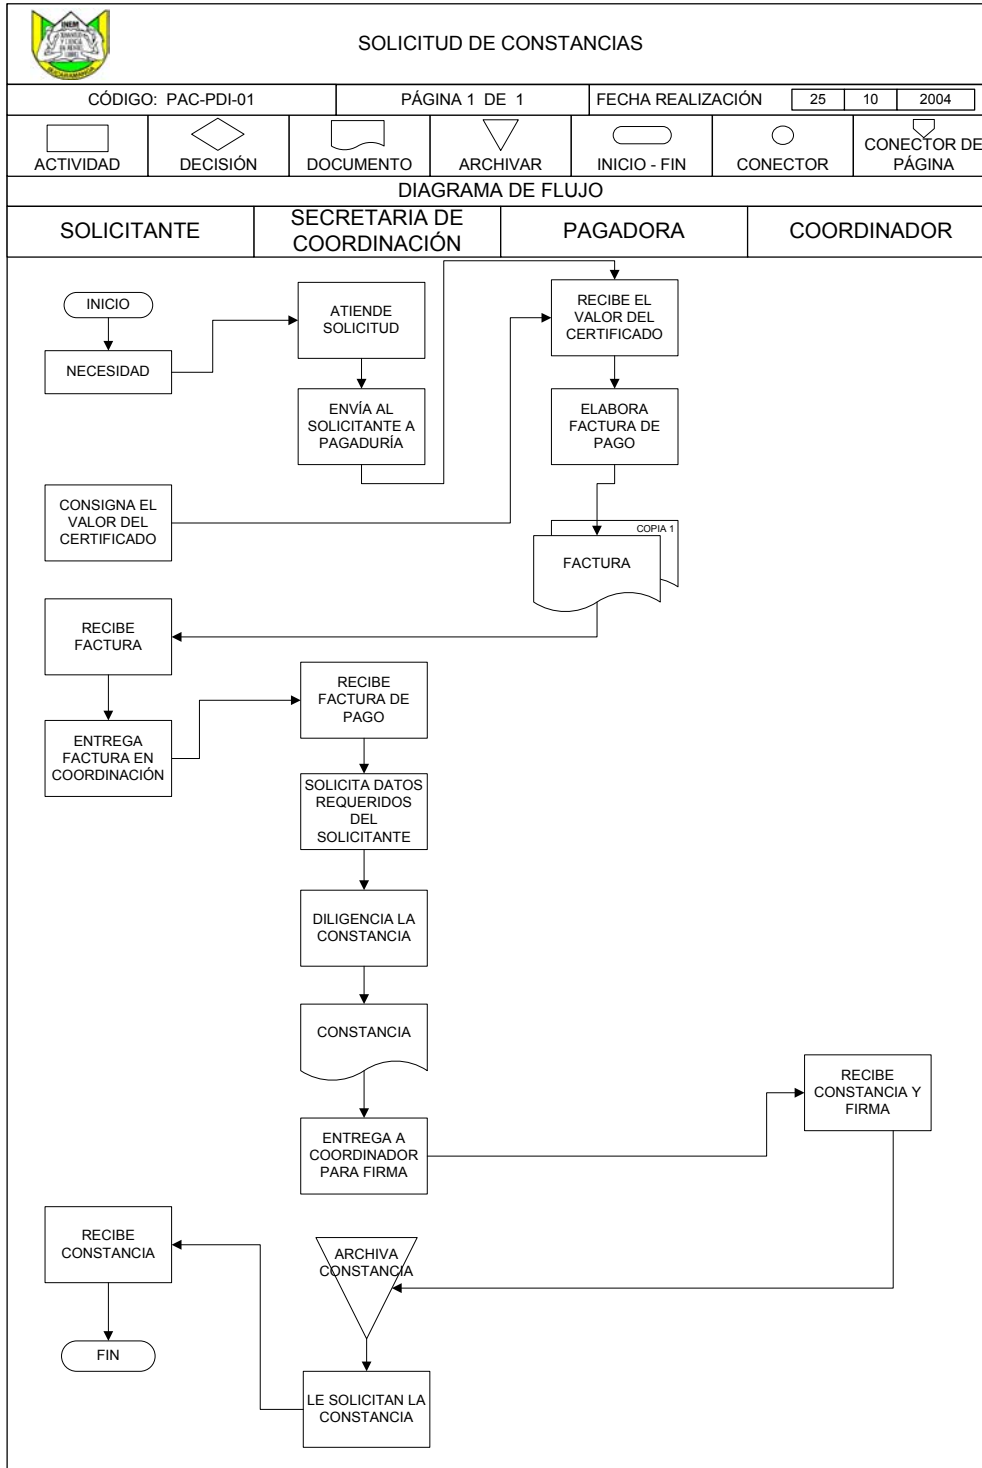 INEM
SOLICITUD DE CONSTANCIAS
CÓDIGO: PAC-PDI-01
PÁGINA 1 DE 1
FECHA REALIZACIÓN
25
10
2004
ACTIVIDAD
DECISIÓN
DOCUMENTO
ARCHIVAR
INICIO - FIN
CONECTOR
CONECTOR DE
PÁGINA
DIAGRAMA DE FLUJO
SOLICITANTE
SECRETARIA DE
COORDINACIÓN
PAGADORA
COORDINADOR
INICIO
NECESIDAD
ATIENDE
SOLICITUD
RECIBE EL
VALOR DEL
CERTIFICADO
ENVÍA AL
SOLICITANTE A
PAGADURÍA
ELABORA
FACTURA DE
PAGO
CONSIGNA EL
VALOR DEL
CERTIFICADO
COPIA 1
FACTURA
RECIBE
FACTURA
ENTREGA
FACTURA EN
COORDINACIÓN
RECIBE
FACTURA DE
PAGO
SOLICITA DATOS
REQUERIDOS
DEL
SOLICITANTE
DILIGENCIA LA
CONSTANCIA
CONSTANCIA
ENTREGA A
COORDINADOR
PARA FIRMA
RECIBE
CONSTANCIA Y
FIRMA
ARCHIVA
CONSTANCIA
LE SOLICITAN LA
CONSTANCIA
RECIBE
CONSTANCIA
FIN